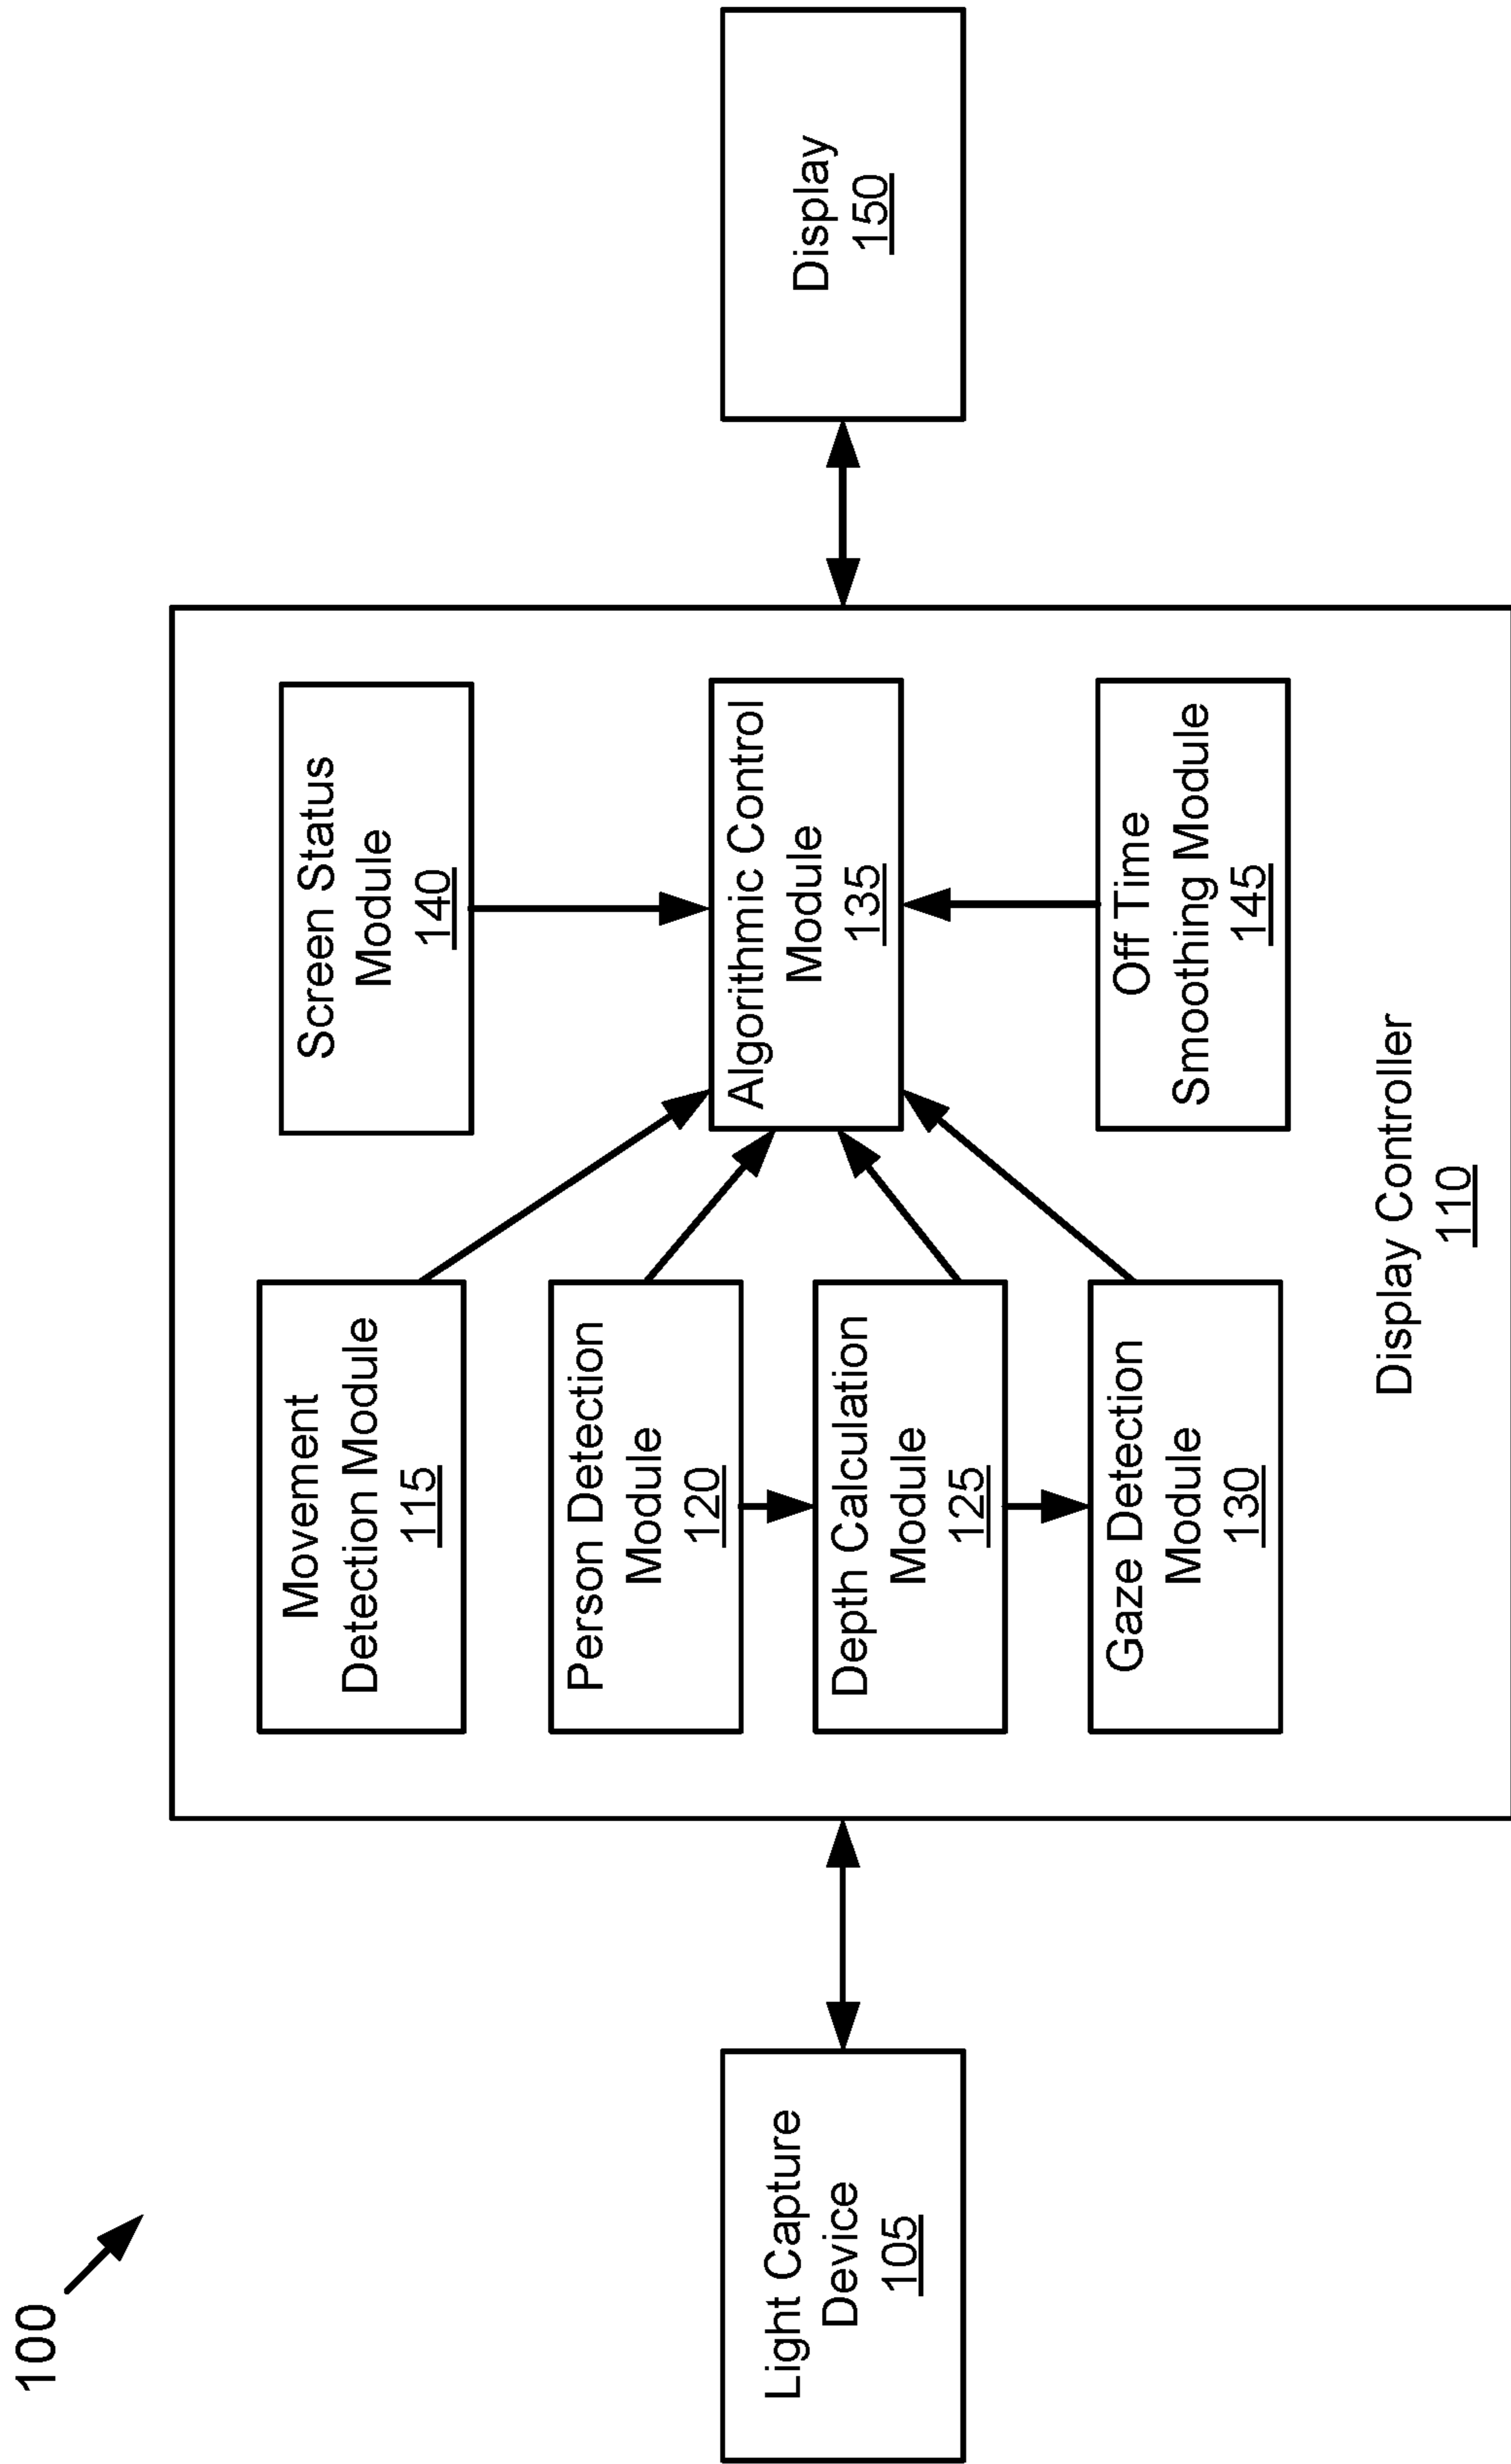 100
Light Capture
Device
105
Movement
Detection Module
115
Person Detection
Module
120
Depth Calculation
Module
125
Gaze Detection
Module
130
Screen Status
Module
140
Algorithmic Control
Module
135
Off Time
Smoothing Module
145
Display Controller
110
Display
150